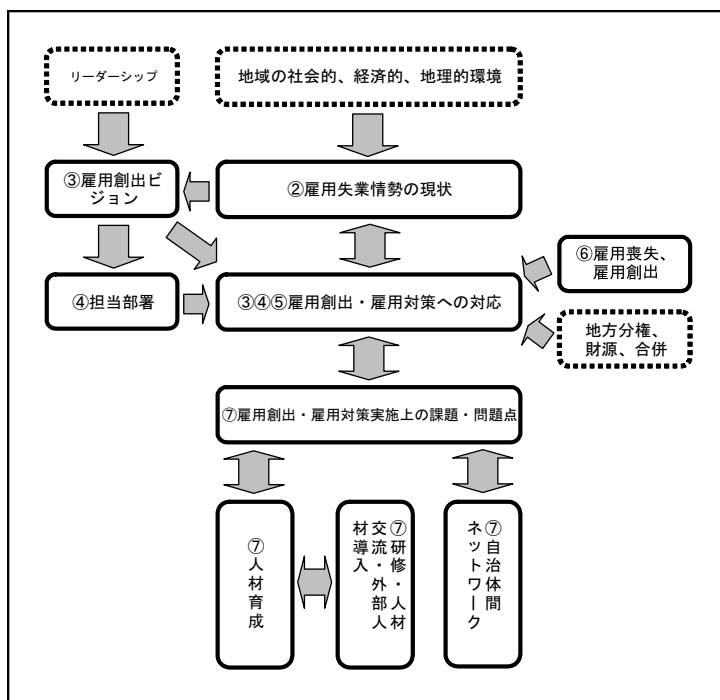 リーダーシップ
地域の社会的、経済的、地理的環境
③雇用創出ビ
ジョン
②雇用失業情勢の現状
⑥雇用喪失、
雇用創出
④担当部署
③④⑤雇用創出・雇用対策への対応
地方分権、
財源、合併
⑦雇用創出・雇用対策実施上の課題・問題点
⑦人材育成
⑦研修・人材
交流・外部人
材導入
⑦自治体間
ネットワーク